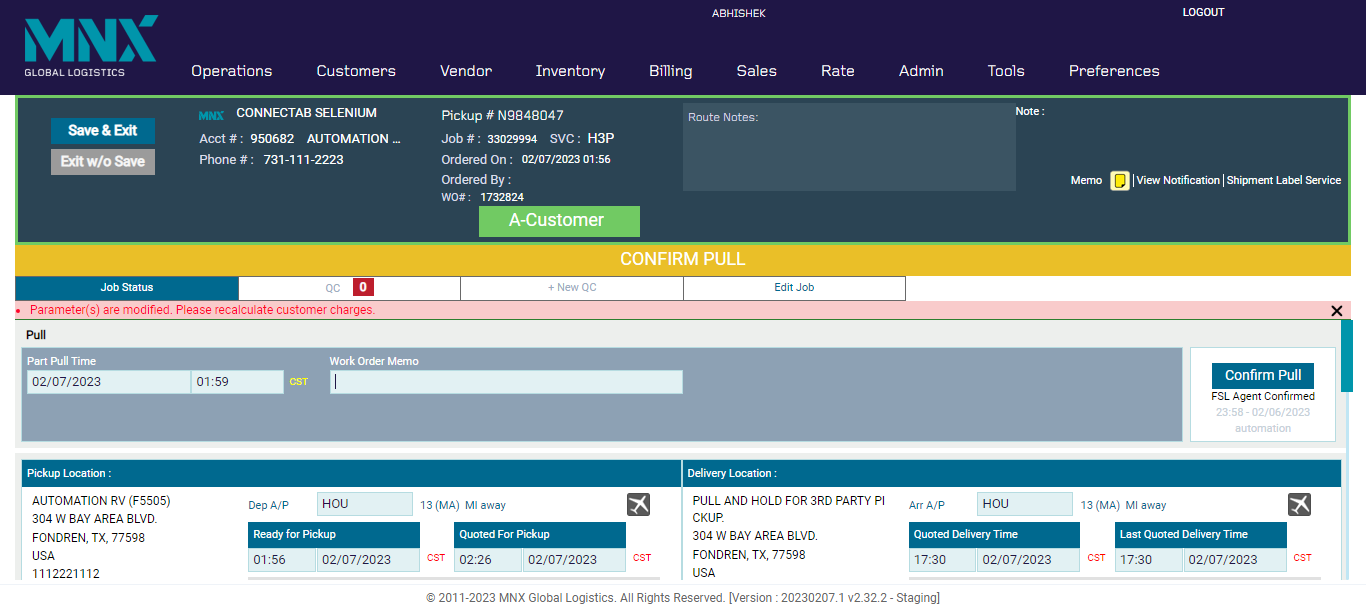 ABHISHEK
LOGOUT
MNX
GLOBAL LOGISTICS
Operations Customers Vendor Inventory Billing Sales Rate Admin Tools Preferences
Save & Exit
Exit w/o Save
MNX CONNECTAB SELENIUM
Acct # : 950682 AUTOMATION ...
Phone # : 731-111-2223
Pickup # N9848047
Job # : 33029994 SVC : H3P
Ordered On : 02/07/2023 01:56
Ordered By :
WO# : 1732824
A-Customer
Route Notes:
Note :
Memo | View Notification | Shipment Label Service
CONFIRM PULL
Job Status QC 0 + New QC Edit Job
Parameter(s) are modified. Please recalculate customer charges.
Pull
Part Pull Time
02/07/2023 01:59 CST
Work Order Memo
Confirm Pull
FSL Agent Confirmed
23:58 - 02/06/2023
automation
Pickup Location :
AUTOMATION RV (F5505)
304 W BAY AREA BLVD.
FONDREN, TX, 77598
USA
1112221112
Dep A/P HOU 13 (MA) MI away
Ready for Pickup
01:56 02/07/2023 CST
Quoted For Pickup
02:26 02/07/2023 CST
Delivery Location :
PULL AND HOLD FOR 3RD PARTY PI
CKUP.
304 W BAY AREA BLVD.
FONDREN, TX, 77598
USA
Arr A/P HOU 13 (MA) MI away
Quoted Delivery Time
17:30 02/07/2023 CST
Last Quoted Delivery Time
17:30 02/07/2023 CST
© 2011-2023 MNX Global Logistics. All Rights Reserved. [Version : 20230207.1 v2.32.2 - Staging]